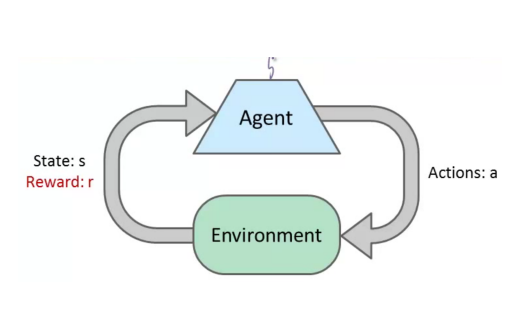 Agent
State: s
Reward: r
Actions: a
Environment